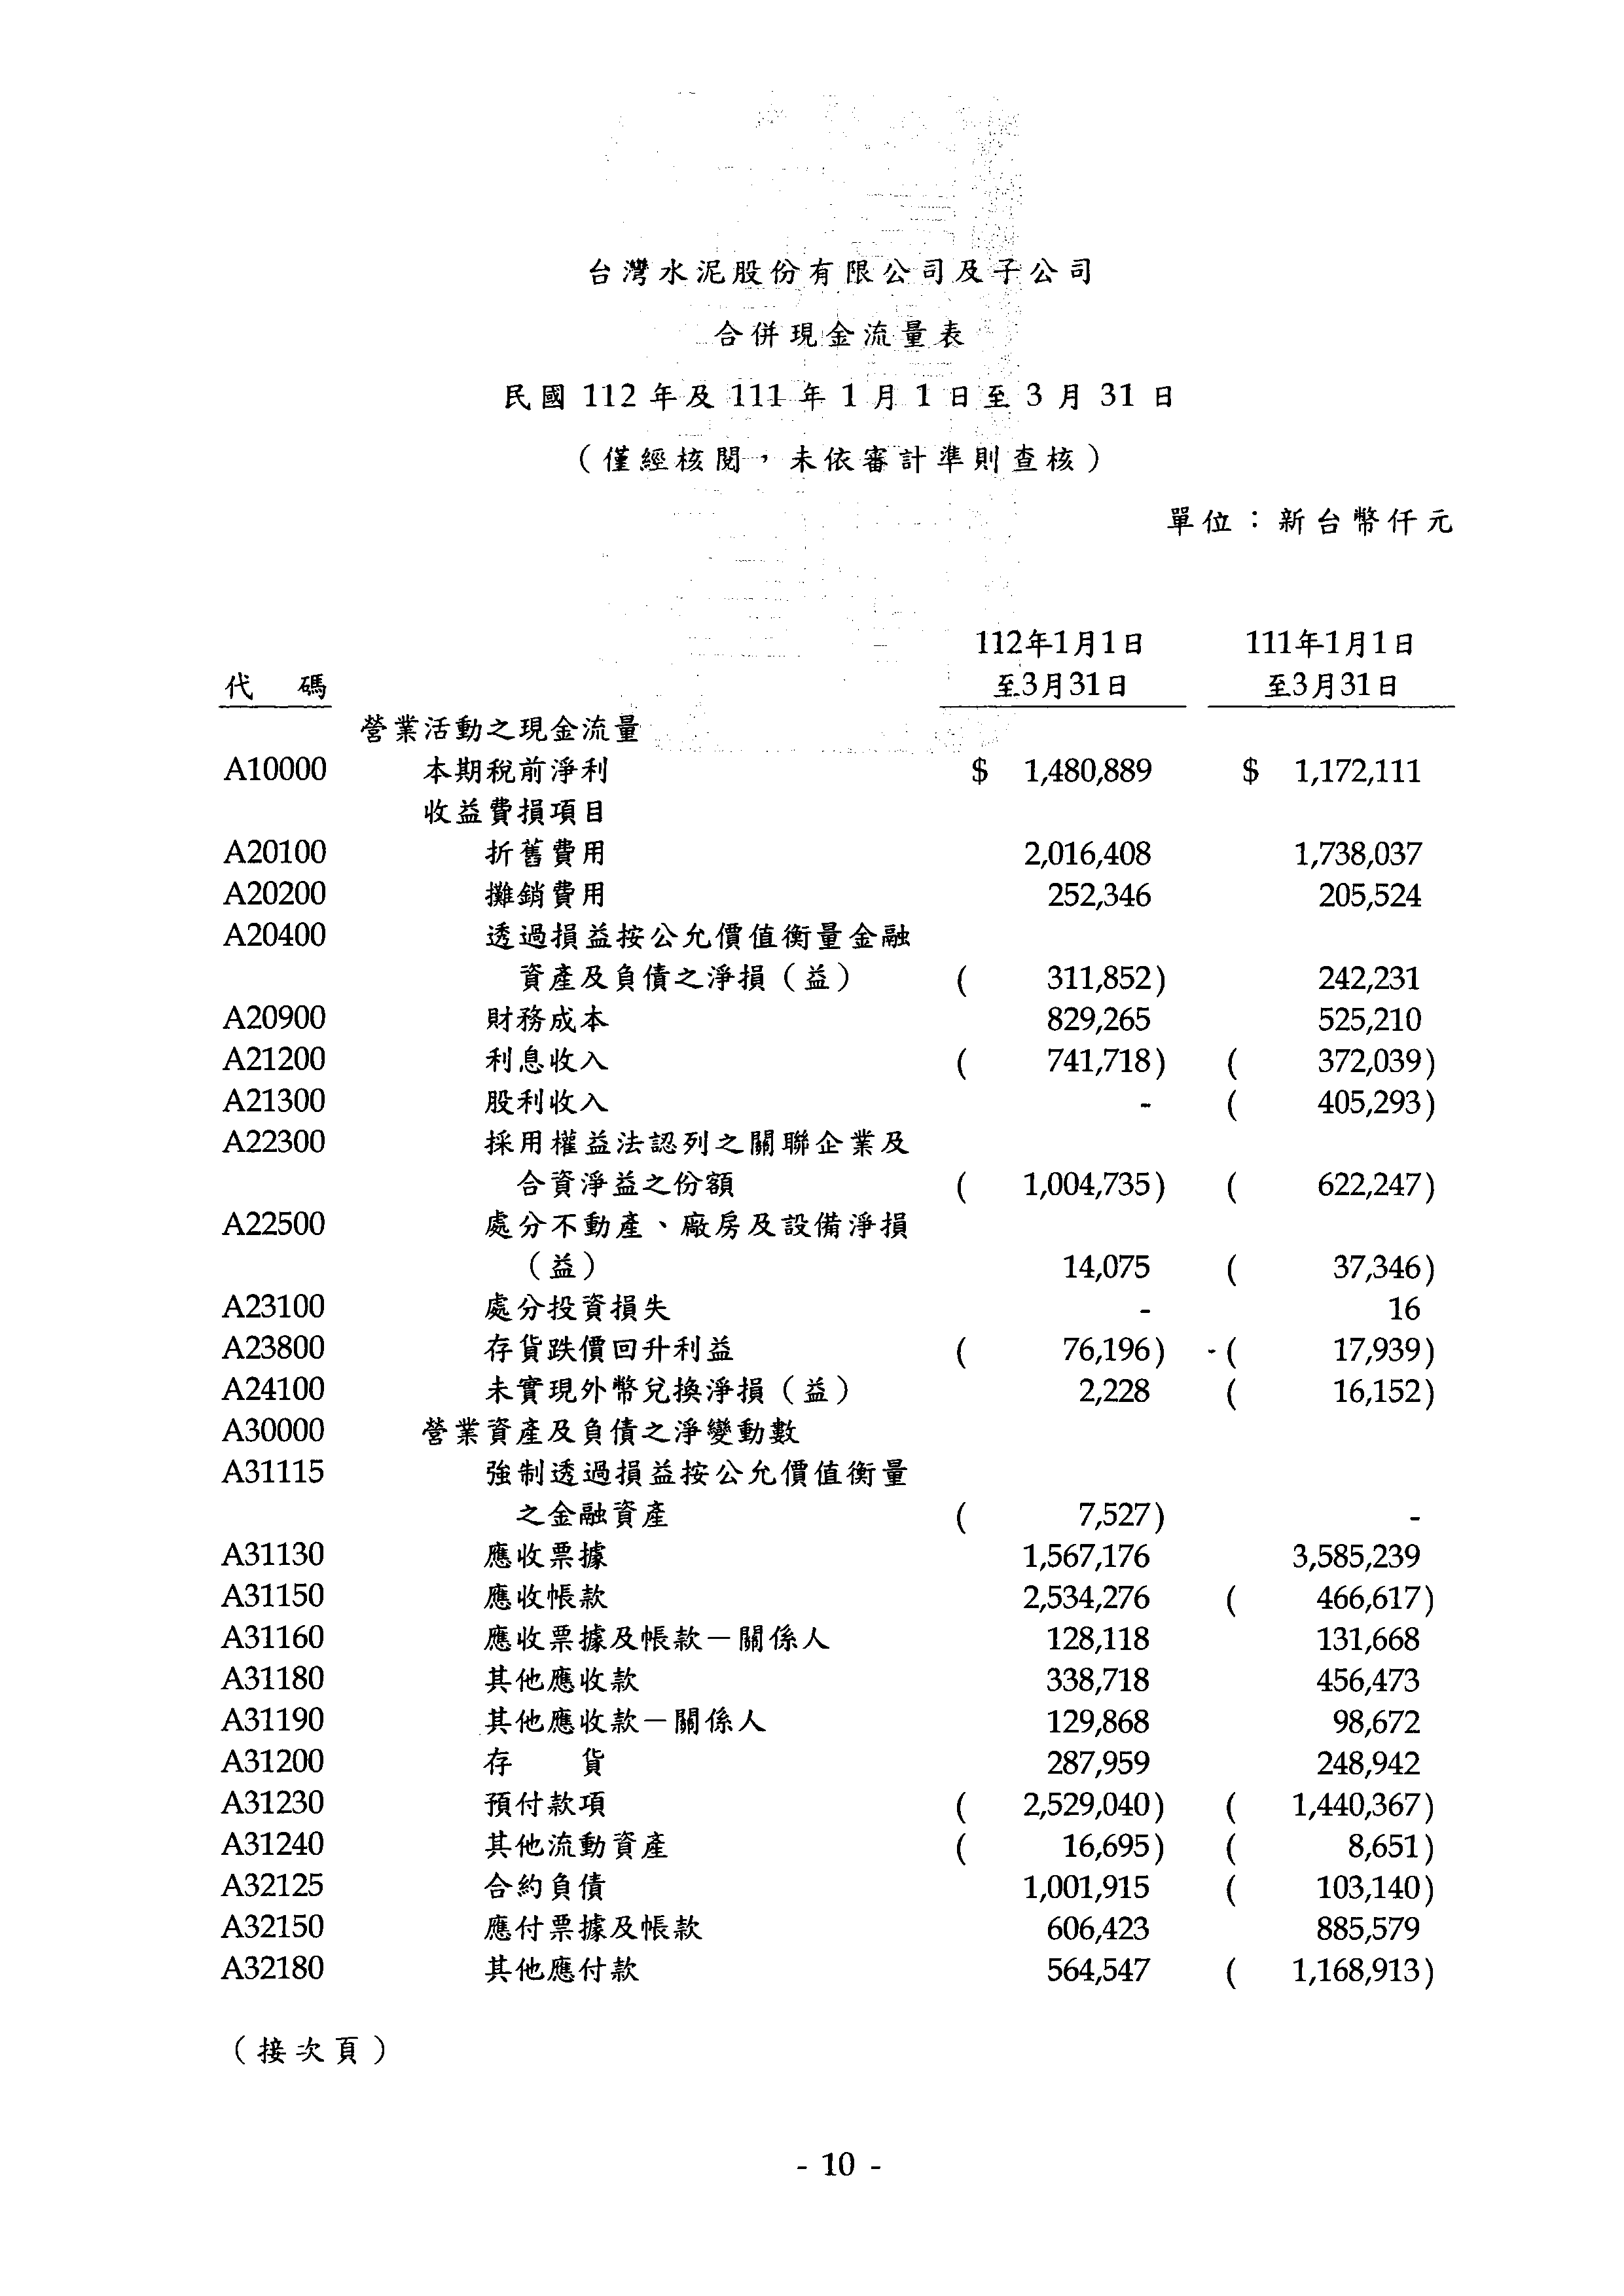 台灣水泥股份有限公司及子公司
合併現金流量表
民國 112 年及 111 年 1 月 1 日至 3 月 31 日
（僅經核閱，未依審計準則查核）
單位：新台幣仟元
112年1月1日 111年1月1日
代 碼 至3月31日 至3月31日
營業活動之現金流量
A10000 本期稅前淨利 $ 1,480,889 $ 1,172,111
收益費損項目
A20100 折舊費用 2,016,408 1,738,037
A20200 攤銷費用 252,346 205,524
A20400 透過損益按公允價值衡量金融
資產及負債之淨損（益） ( 311,852) 242,231
A20900 財務成本 829,265 525,210
A21200 利息收入 ( 741,718) ( 372,039)
A21300 股利收入 - ( 405,293)
A22300 採用權益法認列之關聯企業及
合資淨益之份額 ( 1,004,735) ( 622,247)
A22500 處分不動產、廠房及設備淨損
（益） 14,075 ( 37,346)
A23100 處分投資損失 - 16
A23800 存貨跌價回升利益 ( 76,196) ( 17,939)
A24100 未實現外幣兌換淨損（益） 2,228 ( 16,152)
A30000 營業資產及負債之淨變動數
A31115 強制透過損益按公允價值衡量
之金融資產 ( 7,527) -
A31130 應收票據 1,567,176 3,585,239
A31150 應收帳款 2,534,276 ( 466,617)
A31160 應收票據及帳款－關係人 128,118 131,668
A31180 其他應收款 338,718 456,473
A31190 其他應收款－關係人 129,868 98,672
A31200 存 貨 287,959 248,942
A31230 預付款項 ( 2,529,040) ( 1,440,367)
A31240 其他流動資產 ( 16,695) ( 8,651)
A32125 合約負債 1,001,915 ( 103,140)
A32150 應付票據及帳款 606,423 885,579
A32180 其他應付款 564,547 ( 1,168,913)
（接次頁）
- 10 -